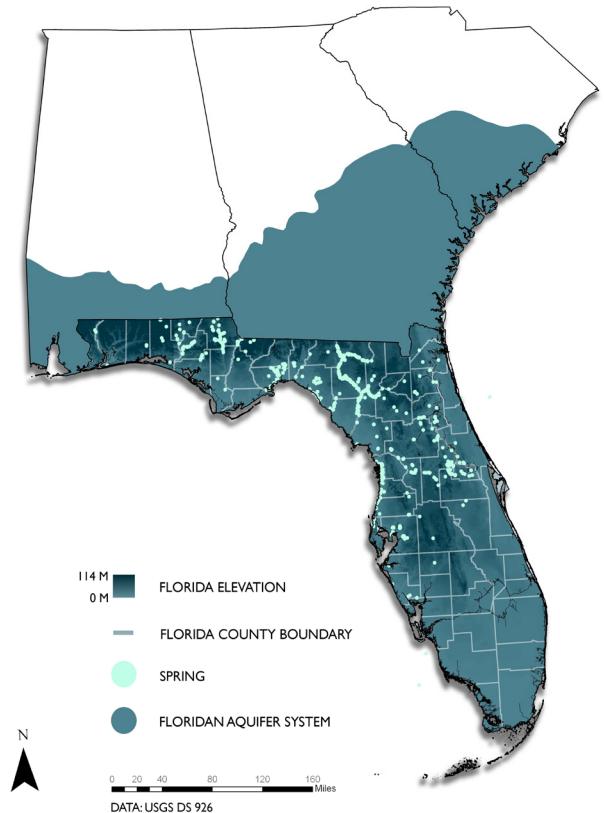 114 M
0 M
FLORIDA ELEVATION
FLORIDA COUNTY BOUNDARY
SPRING
FLORIDAN AQUIFER SYSTEM
N
0 20 40 80 120 160
Miles
DATA: USGS DS 926